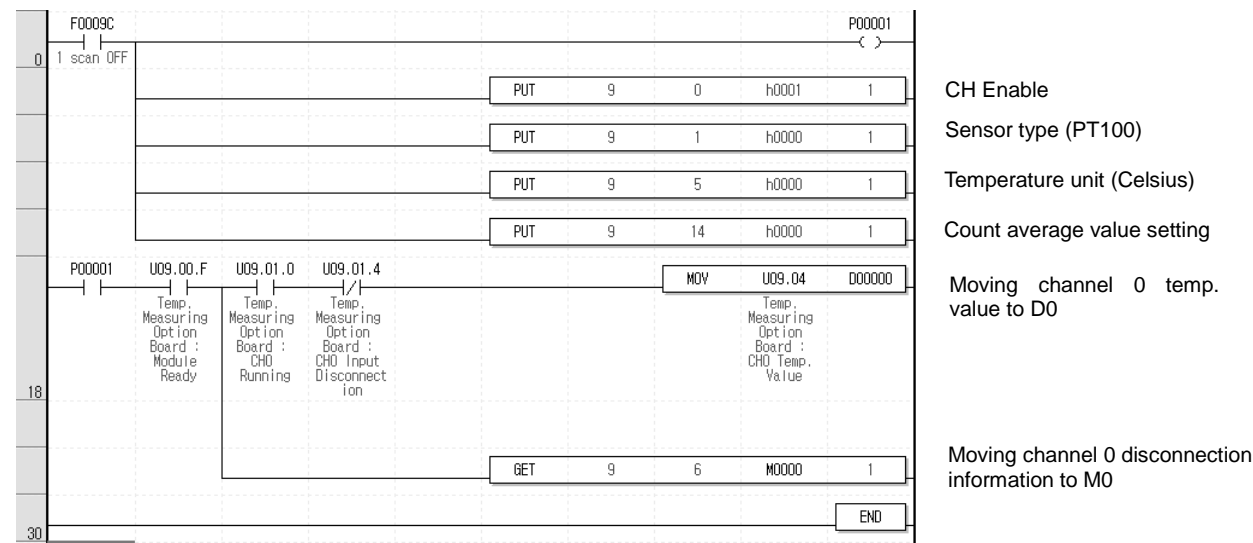 F0009C P00001
0 1 scan OFF
PUT 9 0 h0001 1 CH Enable
PUT 9 1 h0000 1 Sensor type (PT100)
PUT 9 5 h0000 1 Temperature unit (Celsius)
PUT 9 14 h0000 1 Count average value setting
P00001 U09.00.F U09.01.0 U09.01.4 MOV U09.04 D00000
Temp.
Measuring
Option
Board :
Module
Ready
Temp.
Measuring
Option
Board :
CH0
Running
Temp.
Measuring
Option
Board :
CH0 Input
Disconnect
ion
Temp.
Measuring
Option
Board :
CH0 Temp.
Value
Moving channel 0 temp.
value to D0
18
GET 9 6 M0000 1
Moving channel 0 disconnection
information to M0
END
30